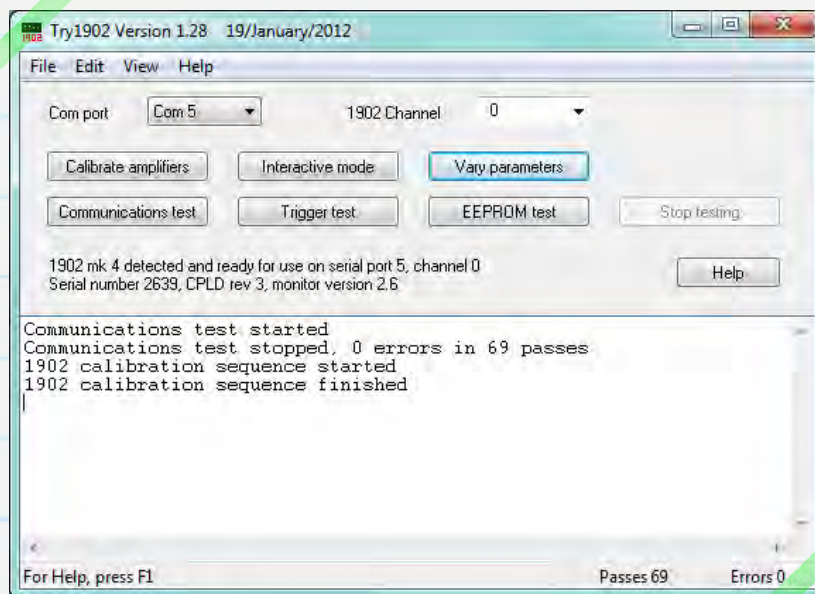 1902
Try1902 Version 1.28 19/January/2012
File Edit View Help
Com port Com 5 1902 Channel 0
Calibrate amplifiers Interactive mode Vary parameters
Communications test Trigger test EEPROM test Stop testing
1902 mk 4 detected and ready for use on serial port 5, channel 0
Serial number 2639, CPLD rev 3, monitor version 2.6
Help
Communications test started
Communications test stopped, 0 errors in 69 passes
1902 calibration sequence started
1902 calibration sequence finished
For Help, press F1 Passes 69 Errors 0